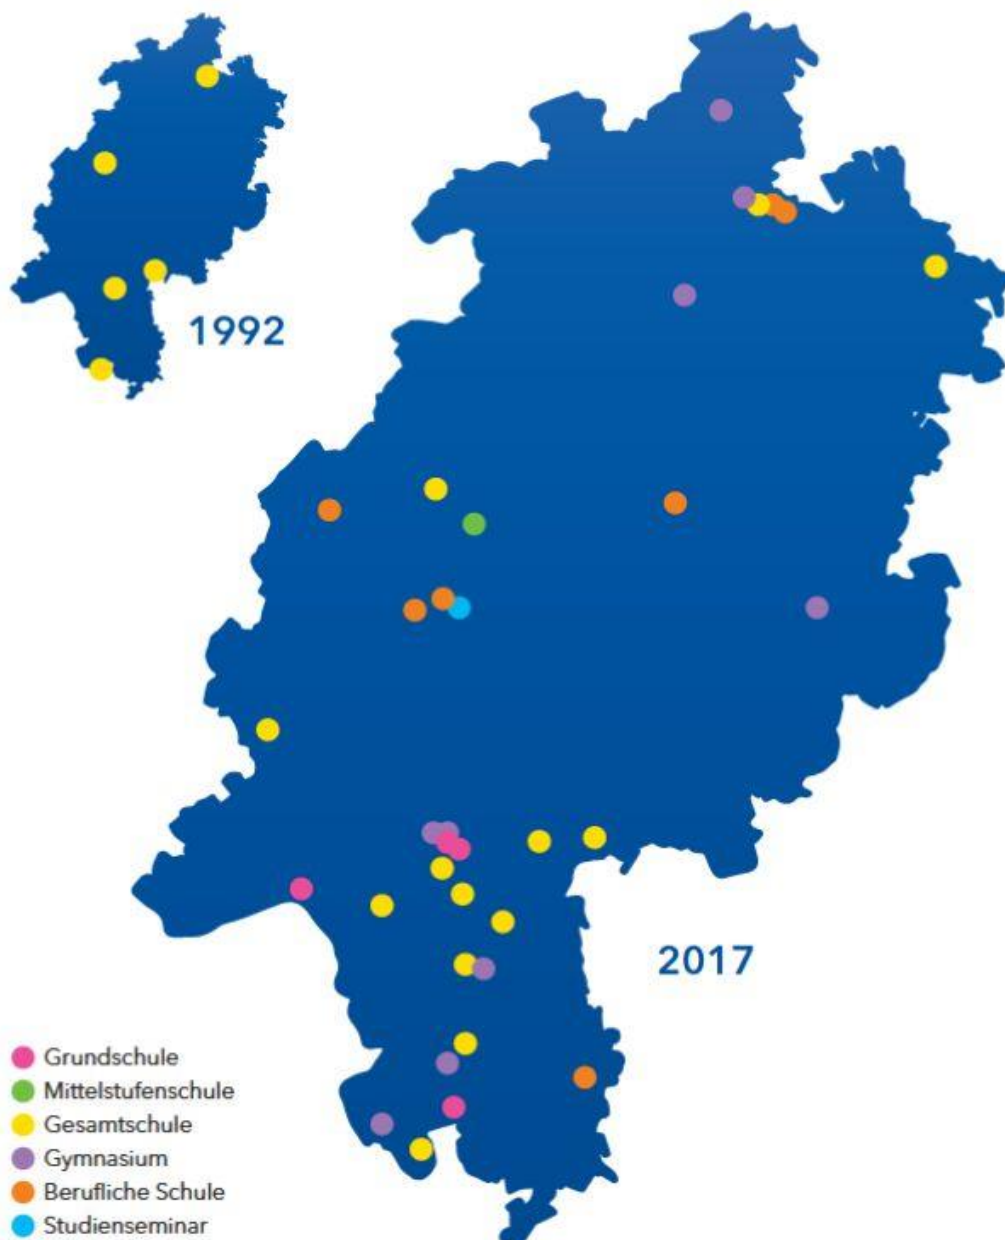 1992
2017
Grundschule
Mittelstufenschule
Gesamtschule
Gymnasium
Berufliche Schule
Studienseminar